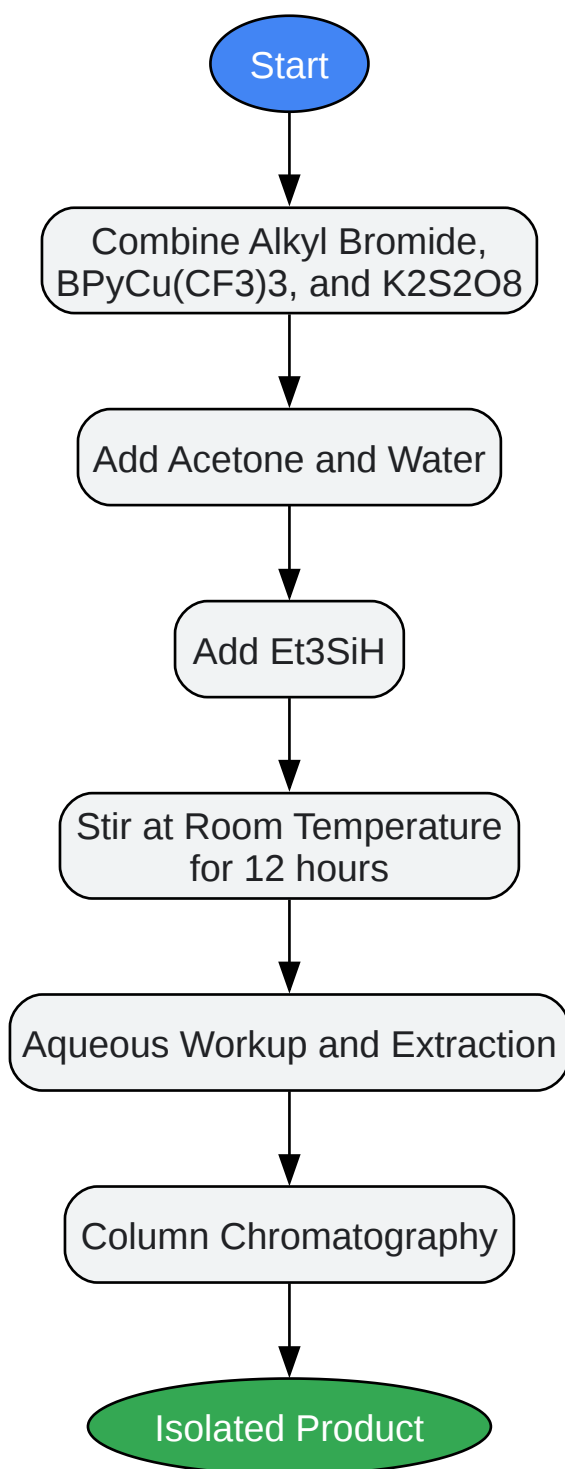 Start
Combine Alkyl Bromide,
BPyCu(CF3)3, and K2S2O8
Add Acetone and Water
Add Et3SiH
Stir at Room Temperature
for 12 hours
Aqueous Workup and Extraction
Column Chromatography
Isolated Product